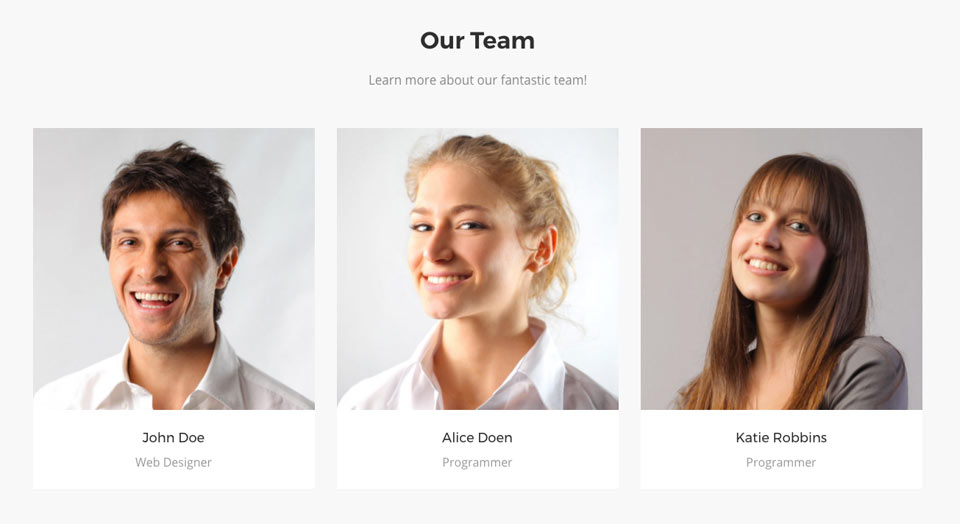 Our Team
Learn more about our fantastic team!
John Doe
Alice Doen
Katie Robbins
Web Designer
Programmer
Programmer